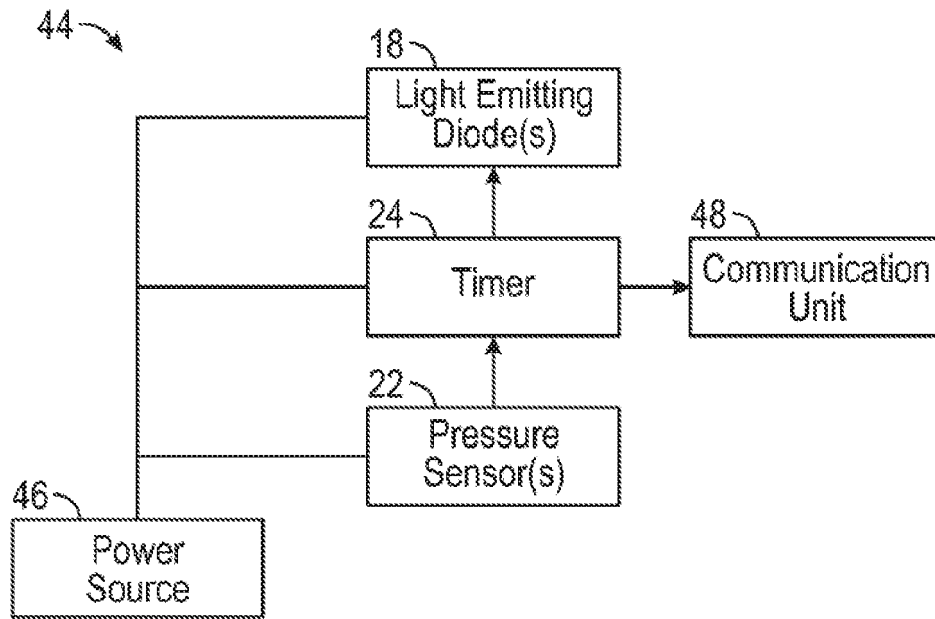 44
18
Light Emitting
Diode(s)
24
Timer
48
Communication
Unit
22
Pressure
Sensor(s)
46
Power
Source